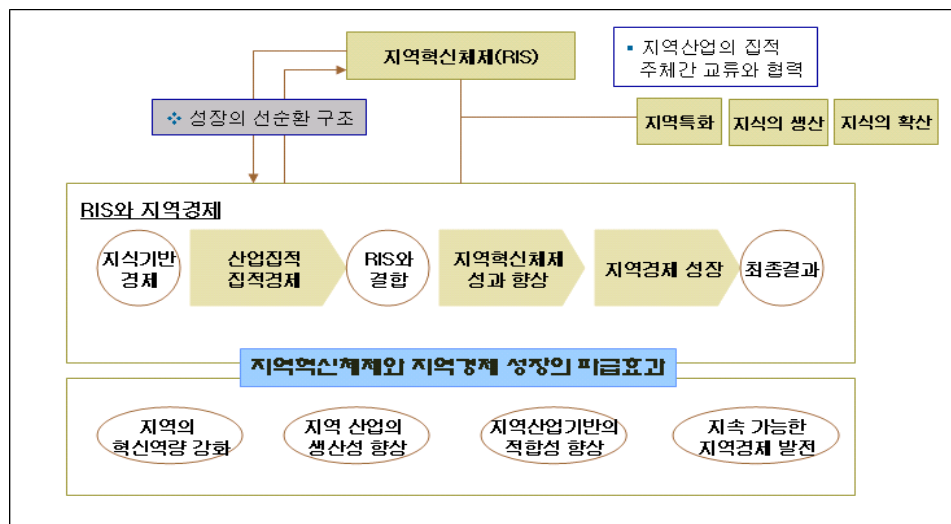 지역혁신체제(RIS)
▪ 지역산업의 집적
주체간 교류와 협력
❖ 성장의 선순환 구조
지역특화
지식의 생산
지식의 확산
RIS와 지역경제
지식기반
경제
산업집적
집적경제
RIS와
결합
지역혁신체제
성과 향상
지역경제 성장
최종결과
지역혁신체제와 지역경제 성장의 파급효과
지역의
혁신역량 강화
지역 산업의
생산성 향상
지역산업기반의
적합성 향상
지속 가능한
지역경제 발전